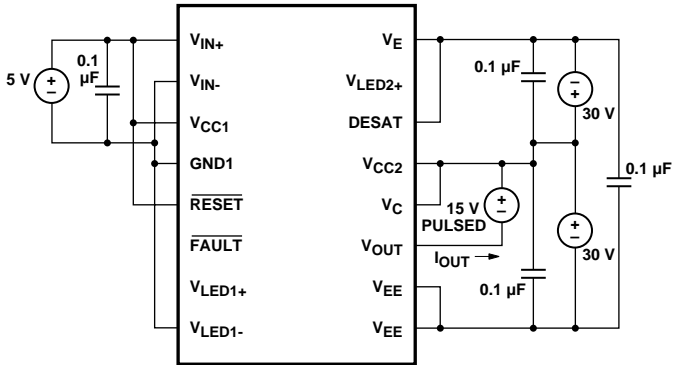 5 V
0.1
µF
V_IN+
V_IN-
V_CC1
GND1
RESET
FAULT
V_LED1+
V_LED1-
V_E
V_LED2+
DESAT
V_CC2
V_C
V_OUT
V_EE
V_EE
0.1 µF
30 V
0.1 µF
15 V
PULSED
I_OUT
30 V
0.1 µF